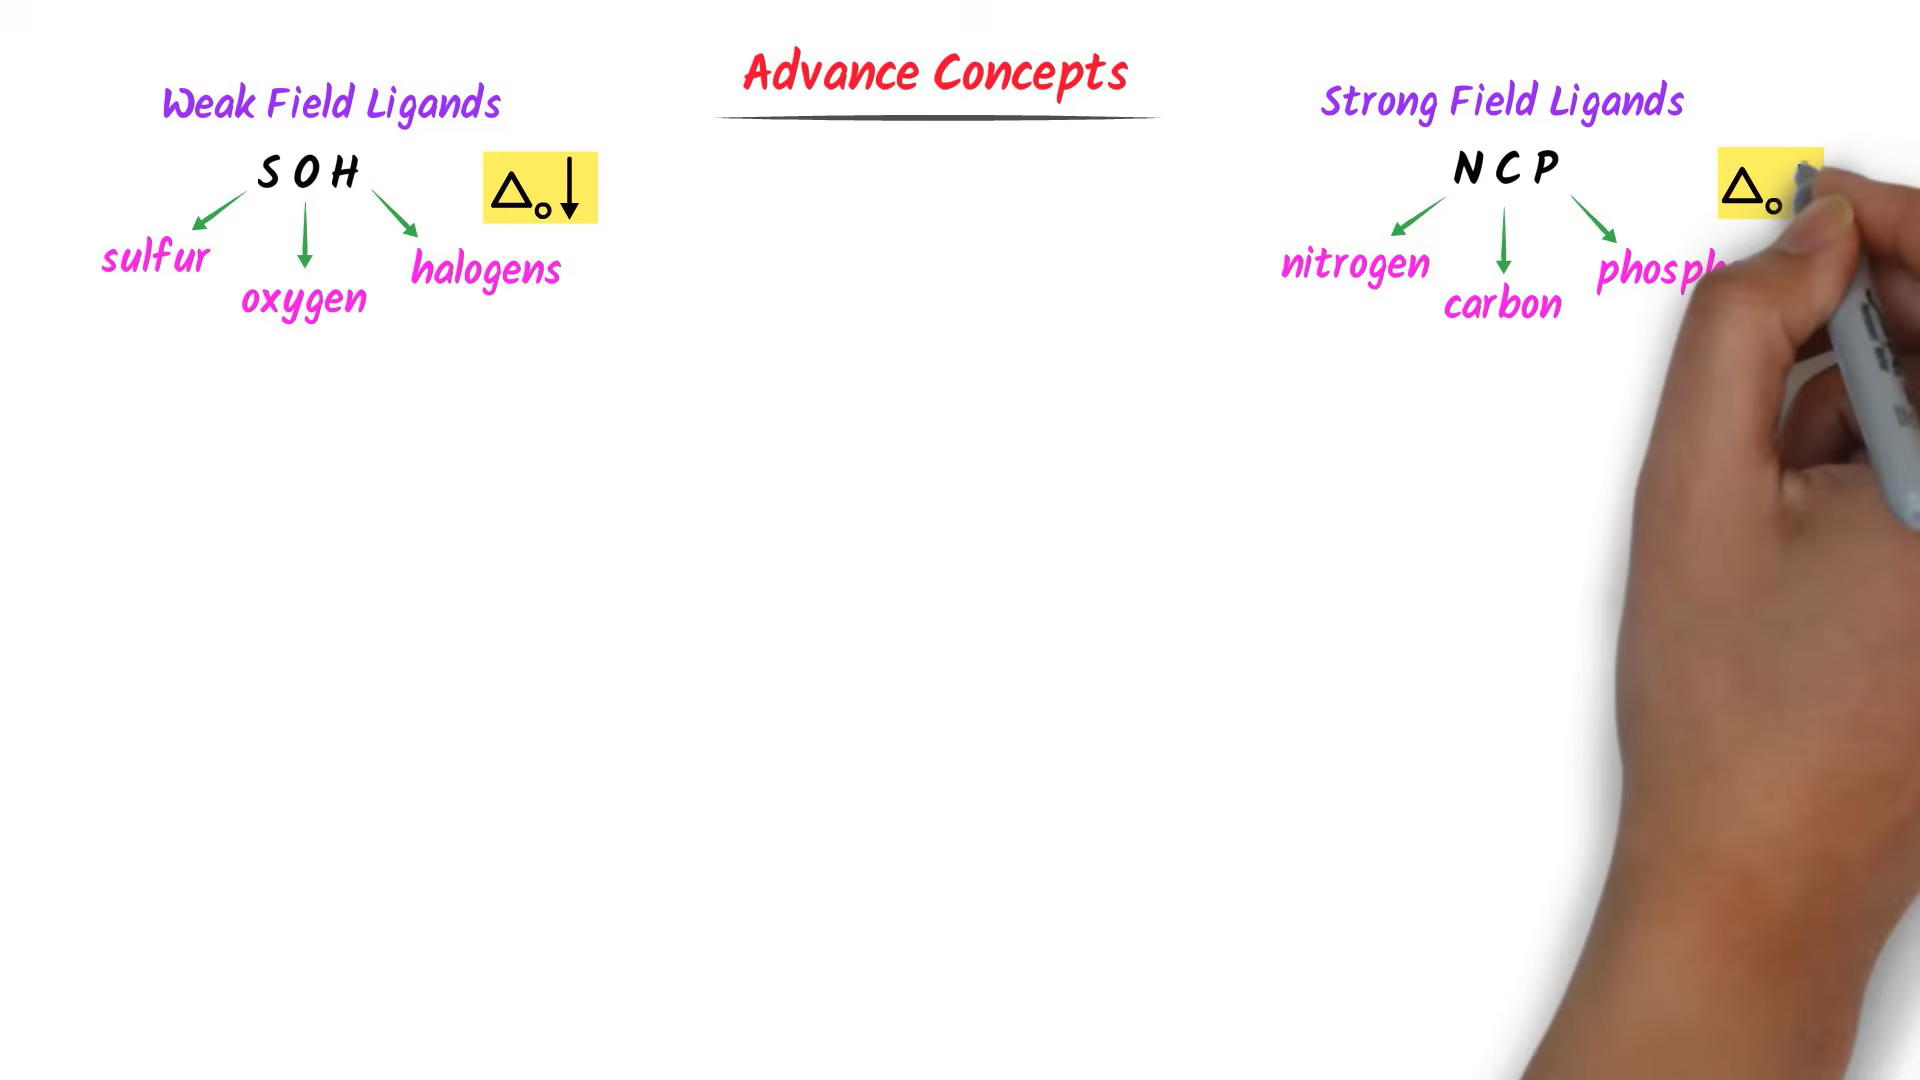 Advance Concepts
Weak Field Ligands
S O H
sulfur
oxygen
halogens
Δo↓
Strong Field Ligands
N C P
nitrogen
carbon
Δo